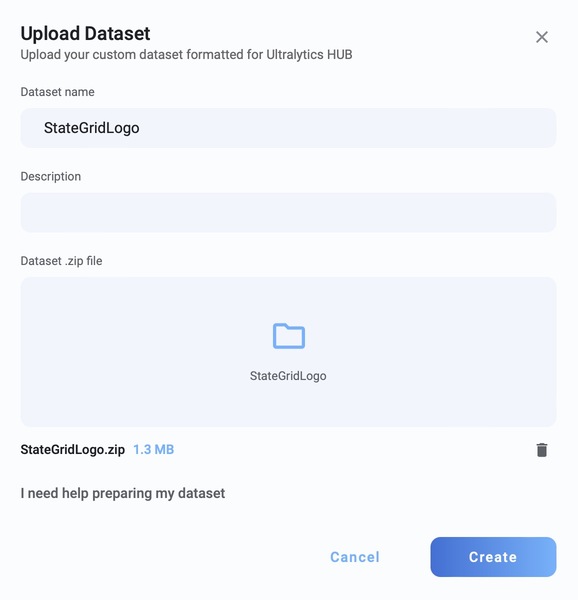 Upload Dataset
Upload your custom dataset formatted for Ultralytics HUB
Dataset name
StateGridLogo
Description
Dataset .zip file
StateGridLogo
StateGridLogo.zip 1.3 MB
I need help preparing my dataset
Cancel Create